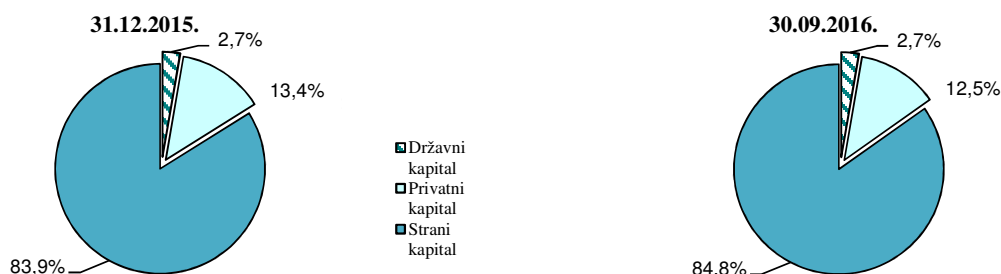 31.12.2015.
2,7%
13,4%
83,9%
Državni
kapital
Privatni
kapital
Strani
kapital
30.09.2016.
2,7%
12,5%
84,8%